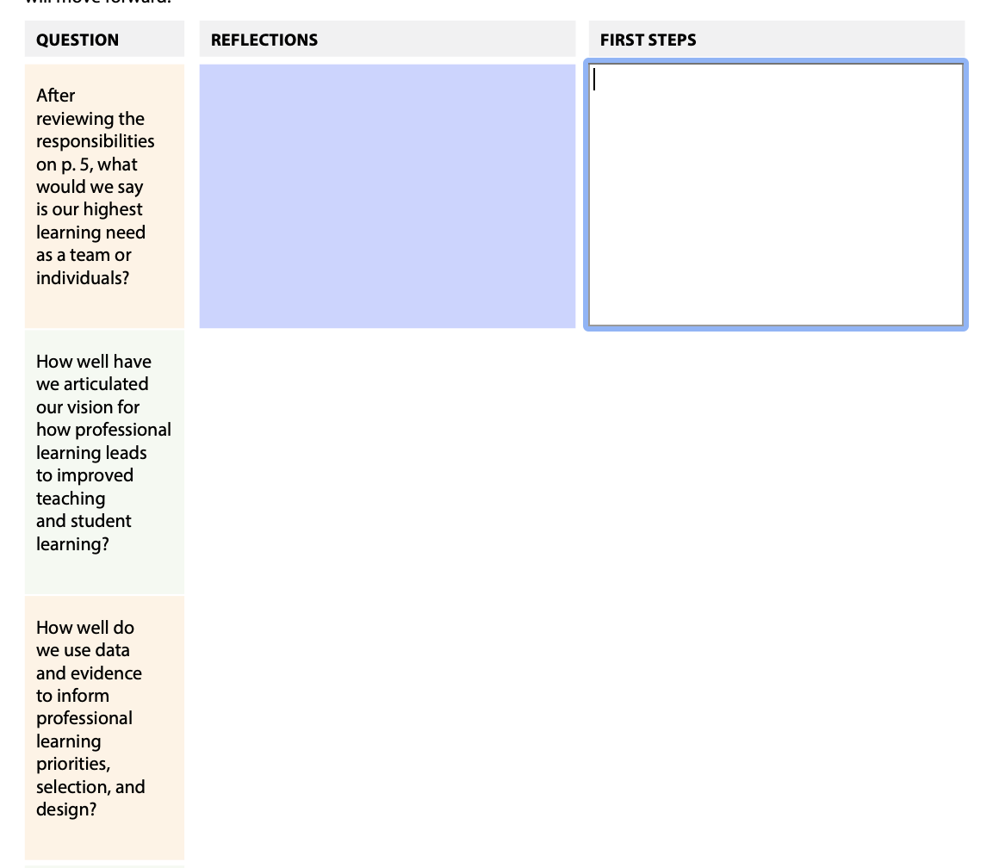 will move forward.
QUESTION
REFLECTIONS
FIRST STEPS
After
reviewing the
responsibilities
on p. 5, what
would we say
is our highest
learning need
as a team or
individuals?
How well have
we articulated
our vision for
how professional
learning leads
to improved
teaching
and student
learning?
How well do
we use data
and evidence
to inform
professional
learning
priorities,
selection, and
design?